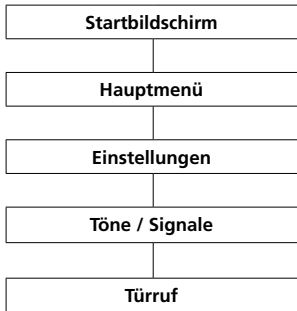 Startbildschirm
Hauptmenü
Einstellungen
Töne / Signale
Türruf